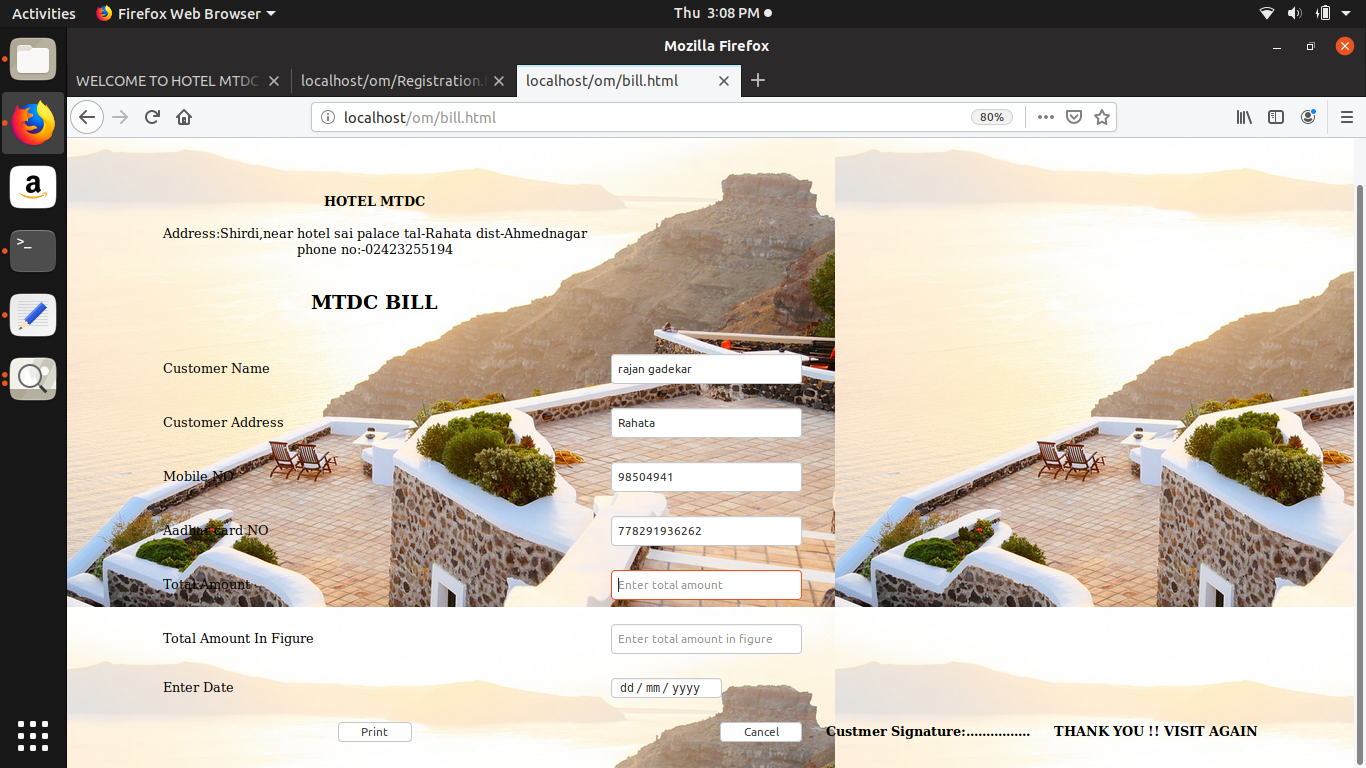 Activities Firefox Web Browser Thu 3:08 PM
Mozilla Firefox
WELCOME TO HOTEL MTDC localhost/om/Registration. localhost/om/bill.html
localhost/om/bill.html 80%
HOTEL MTDC
Address:Shirdi,near hotel sai palace tal-Rahata dist-Ahmednagar
phone no:-02423255194
MTDC BILL
Customer Name rajan gadekar
Customer Address Rahata
Mobile NO 98504941
Aadhar card NO 778291936262
Total Amount Enter total amount
Total Amount In Figure Enter total amount in figure
Enter Date dd / mm / yyyy
Print Cancel Custmer Signature:................ THANK YOU !! VISIT AGAIN